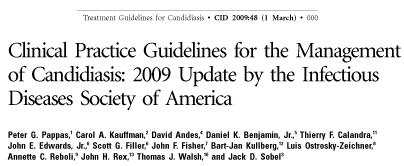 Treatment Guidelines for Candidiasis • CID 2009:48 (1 March) • 000
Clinical Practice Guidelines for the Management
of Candidiasis: 2009 Update by the Infectious
Diseases Society of America
Peter G. Pappas,¹ Carol A. Kauffman,² David Andes,⁴ Daniel K. Benjamin, Jr.,⁵ Thierry F. Calandra,¹¹
John E. Edwards, Jr.,⁶ Scott G. Filler,⁶ John F. Fisher,⁷ Bart-Jan Kullberg,¹² Luis Ostrosky-Zeichner,⁸
Annette C. Reboli,⁹ John H. Rex,¹³ Thomas J. Walsh,¹⁰ and Jack D. Sobel³